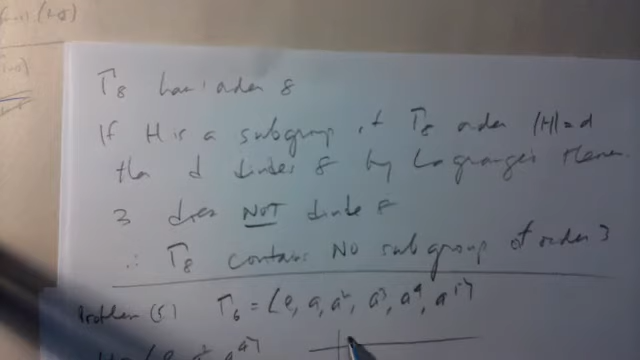 T₈ has order 8
If H is a subgroup of T₈ order |H|=d
then d divides 8 by Lagrange's Theorem.
3 does NOT divide 8
∴ T₈ contains NO subgroup of order 3
Problem (5) T₆ = {e, a, a², a³, a⁴, a⁵}